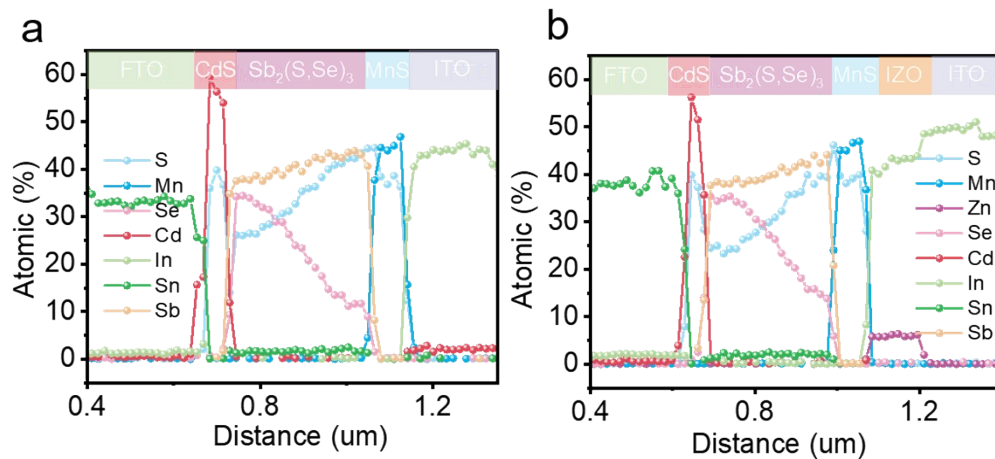 a
FTO CdS Sb₂(S,Se)₃ MnS ITO
60
50
40
30
20
10
0
Atomic (%)
S
Mn
Se
Cd
In
Sn
Sb
0.4 0.8 1.2
Distance (um)
b
FTO CdS Sb₂(S,Se)₃ MnS IZO ITO
60
50
40
30
20
10
0
Atomic (%)
S
Mn
Zn
Se
Cd
In
Sn
Sb
0.4 0.8 1.2
Distance (um)